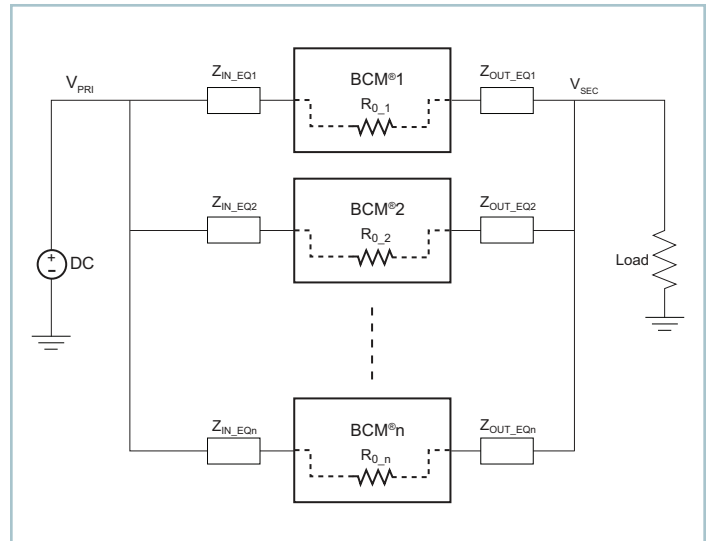 V_PRI Z_IN_EQ1 BCM®1 Z_OUT_EQ1 V_SEC
R_0_1
Z_IN_EQ2 BCM®2 Z_OUT_EQ2
R_0_2
+
− DC
Load
Z_IN_EQn BCM®n Z_OUT_EQn
R_0_n